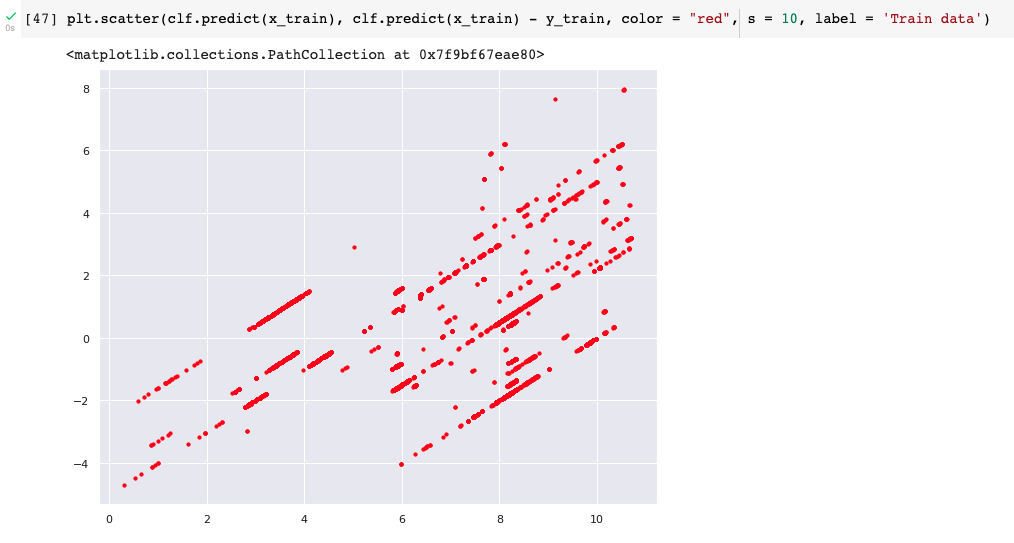 [47] plt.scatter(clf.predict(x_train), clf.predict(x_train) - y_train, color = "red", s = 10, label = 'Train data')
0s
<matplotlib.collections.PathCollection at 0x7f9bf67eae80>
8
6
4
2
0
−2
−4
0 2 4 6 8 10